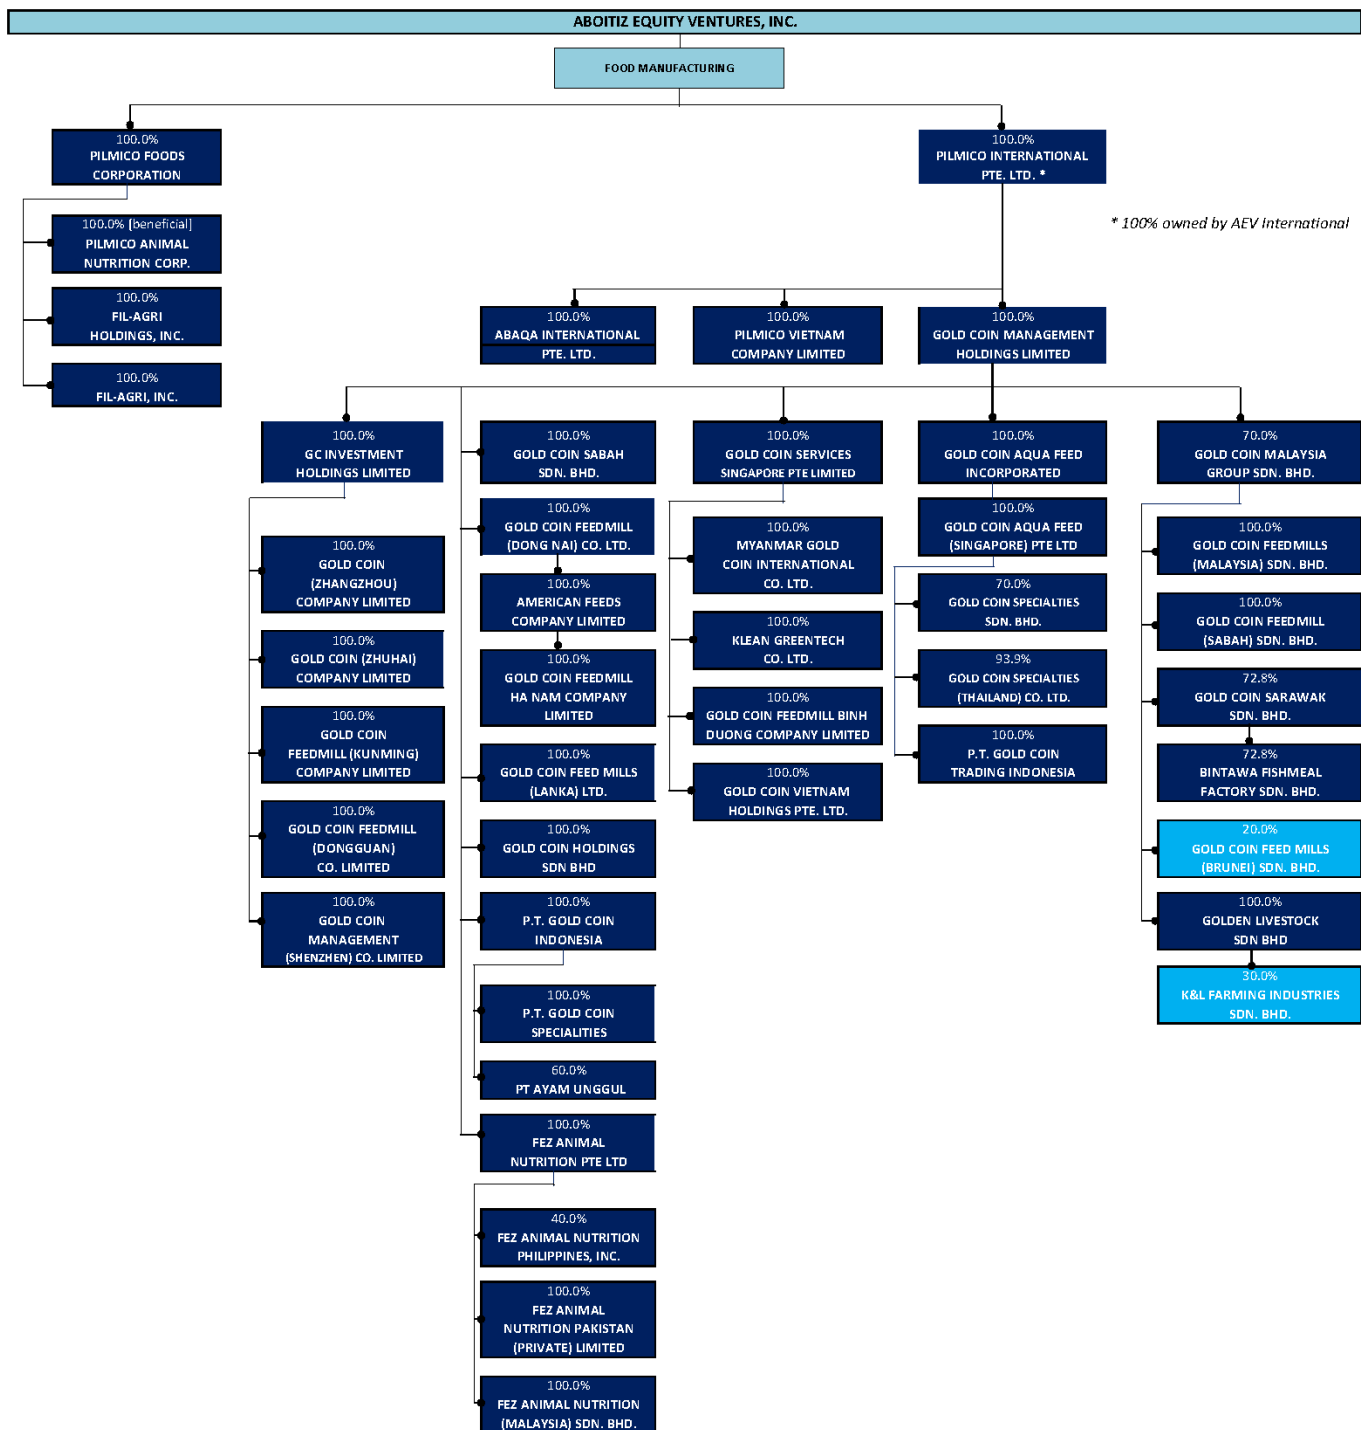 ABOITIZ EQUITY VENTURES, INC.
FOOD MANUFACTURING
100.0%
PILMICO FOODS
CORPORATION
100.0% [beneficial]
PILMICO ANIMAL
NUTRITION CORP.
100.0%
FIL-AGRI
HOLDINGS, INC.
100.0%
FIL-AGRI, INC.
100.0%
PILMICO INTERNATIONAL
PTE. LTD. *
* 100% owned by AEV International
100.0%
ABAQA INTERNATIONAL
PTE. LTD.
100.0%
PILMICO VIETNAM
COMPANY LIMITED
100.0%
GOLD COIN MANAGEMENT
HOLDINGS LIMITED
100.0%
GC INVESTMENT
HOLDINGS LIMITED
100.0%
GOLD COIN
(ZHANGZHOU)
COMPANY LIMITED
100.0%
GOLD COIN (ZHUHAI)
COMPANY LIMITED
100.0%
GOLD COIN
FEEDMILL (KUNMING)
COMPANY LIMITED
100.0%
GOLD COIN FEEDMILL
(DONGGUAN)
CO. LIMITED
100.0%
GOLD COIN
MANAGEMENT
(SHENZHEN) CO. LIMITED
100.0%
GOLD COIN SABAH
SDN. BHD.
100.0%
GOLD COIN FEEDMILL
(DONG NAI) CO. LTD.
100.0%
AMERICAN FEEDS
COMPANY LIMITED
100.0%
GOLD COIN FEEDMILL
HA NAM COMPANY
LIMITED
100.0%
GOLD COIN FEED MILLS
(LANKA) LTD.
100.0%
GOLD COIN HOLDINGS
SDN BHD
100.0%
P.T. GOLD COIN
INDONESIA
100.0%
P.T. GOLD COIN
SPECIALITIES
60.0%
PT AYAM UNGGUL
100.0%
FEZ ANIMAL
NUTRITION PTE LTD
40.0%
FEZ ANIMAL NUTRITION
PHILIPPINES, INC.
100.0%
FEZ ANIMAL
NUTRITION PAKISTAN
(PRIVATE) LIMITED
100.0%
FEZ ANIMAL NUTRITION
(MALAYSIA) SDN. BHD.
100.0%
GOLD COIN SERVICES
SINGAPORE PTE LIMITED
100.0%
MYANMAR GOLD
COIN INTERNATIONAL
CO. LTD.
100.0%
KLEAN GREENTECH
CO. LTD.
100.0%
GOLD COIN FEEDMILL BINH
DUONG COMPANY LIMITED
100.0%
GOLD COIN VIETNAM
HOLDINGS PTE. LTD.
100.0%
GOLD COIN AQUA FEED
INCORPORATED
100.0%
GOLD COIN AQUA FEED
(SINGAPORE) PTE LTD
70.0%
GOLD COIN SPECIALTIES
SDN. BHD.
93.9%
GOLD COIN SPECIALTIES
(THAILAND) CO. LTD.
100.0%
P.T. GOLD COIN
TRADING INDONESIA
70.0%
GOLD COIN MALAYSIA
GROUP SDN. BHD.
100.0%
GOLD COIN FEEDMILLS
(MALAYSIA) SDN. BHD.
100.0%
GOLD COIN FEEDMILL
(SABAH) SDN. BHD.
72.8%
GOLD COIN SARAWAK
SDN. BHD.
72.8%
BINTAWA FISHMEAL
FACTORY SDN. BHD.
20.0%
GOLD COIN FEED MILLS
(BRUNEI) SDN. BHD.
100.0%
GOLDEN LIVESTOCK
SDN BHD
30.0%
K&L FARMING INDUSTRIES
SDN. BHD.